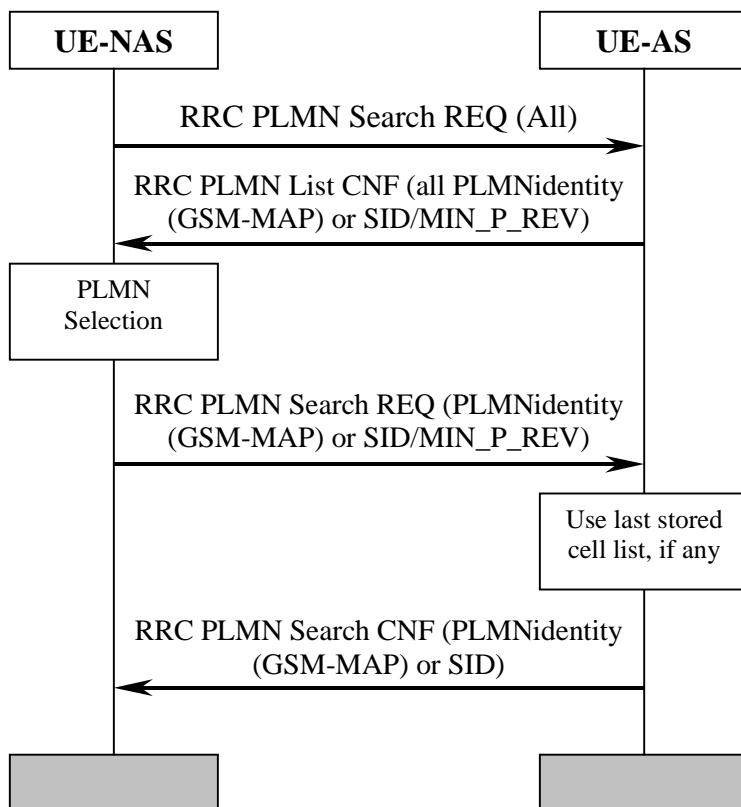 UE-NAS
UE-AS
RRC PLMN Search REQ (All)
RRC PLMN List CNF (all PLMNidentity
(GSM-MAP) or SID/MIN_P_REV)
PLMN
Selection
RRC PLMN Search REQ (PLMNidentity
(GSM-MAP) or SID/MIN_P_REV)
Use last stored
cell list, if any
RRC PLMN Search CNF (PLMNidentity
(GSM-MAP) or SID)